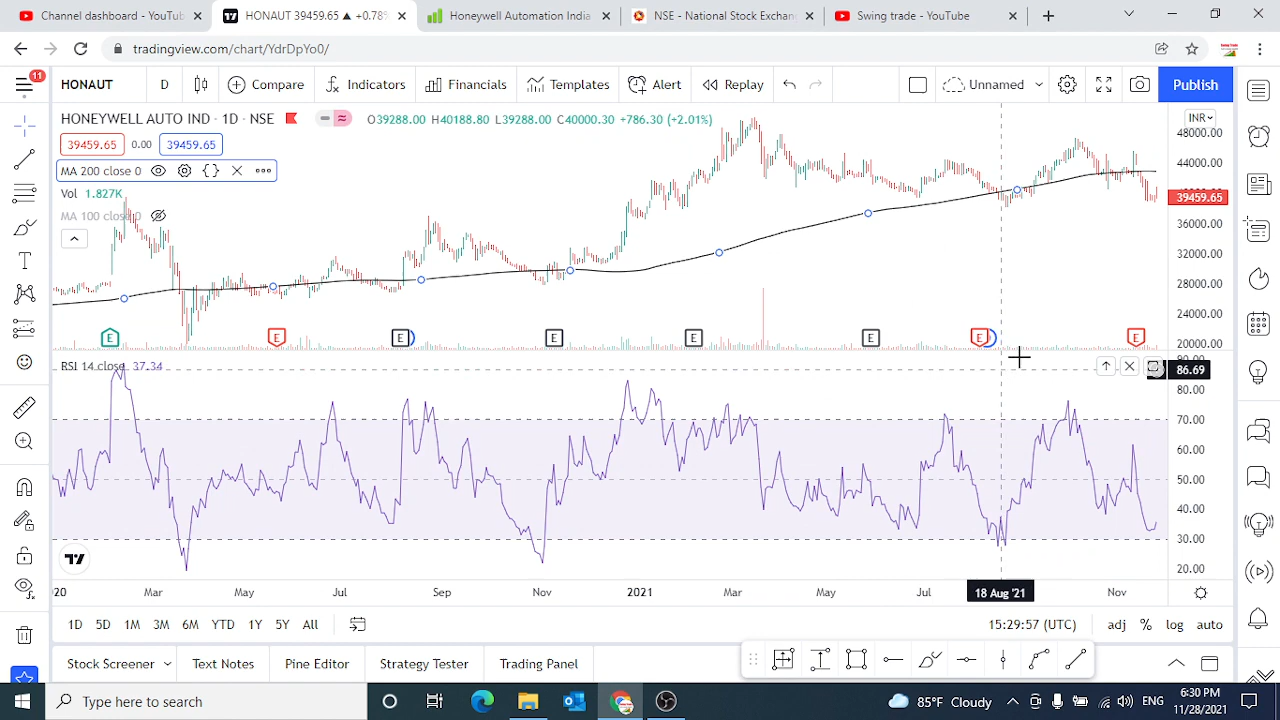 Channel dashboard - YouTub
HONAUT 39459.65 ▲ +0.78%
Honeywell Automation India
NSE - National Stock Exchan
Swing trade - YouTube
tradingview.com/chart/YdrDpYo0/
11
HONAUT
D
Compare
Indicators
Financials
Templates
Alert
Replay
Unnamed
Publish
HONEYWELL AUTO IND · 1D · NSE
O39288.00 H40188.80 L39288.00 C40000.30 +786.30 (+2.01%)
INR
39459.65
0.00
39459.65
MA 200 close 0
Vol 1.827K
MA 100 close 0
48000.00
44000.00
39459.65
36000.00
32000.00
28000.00
24000.00
20000.00
E
E
E
E
E
E
E
E
RSI 14 close 37.34
86.69
80.00
70.00
60.00
50.00
40.00
30.00
20.00
20
Mar
May
Jul
Sep
Nov
2021
Mar
May
Jul
18 Aug '21
Nov
1D
5D
1M
3M
6M
YTD
1Y
5Y
All
15:29:57 (UTC)
adj
%
log
auto
Stock Screener
Text Notes
Pine Editor
Strategy Tester
Trading Panel
Type here to search
85°F Cloudy
ENG
6:30 PM
11/28/2021